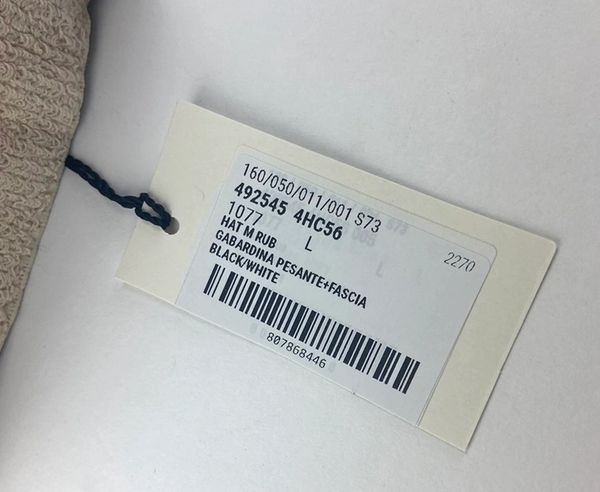 160/050/011/001 S73
492545 4HC56
1077 L 2270
HAT M RUB
GABARDINA PESANTE+FASCIA
BLACK/WHITE
807868446